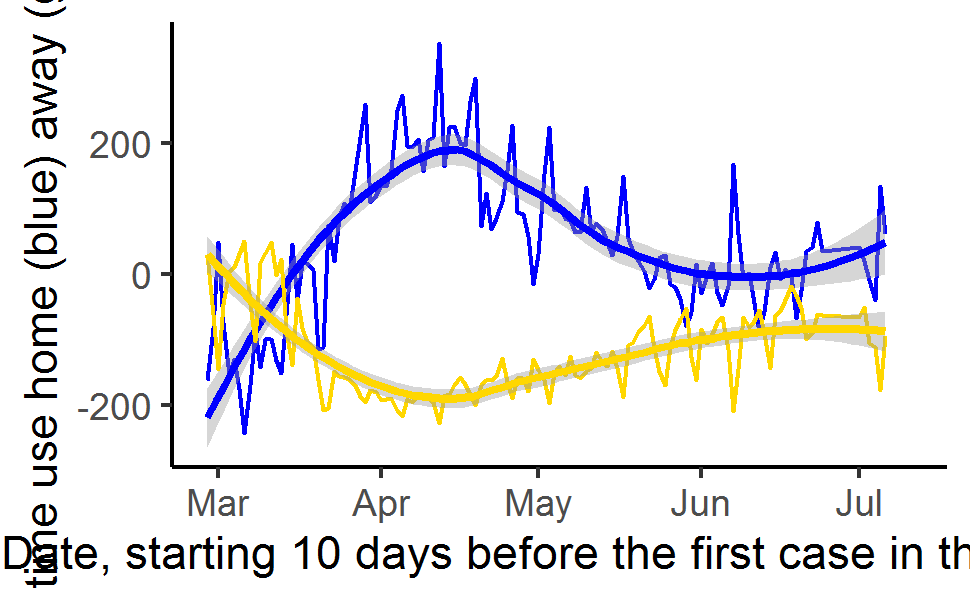 time use home (blue) away (
200
0
-200
Mar Apr May Jun Jul
Date, starting 10 days before the first case in th